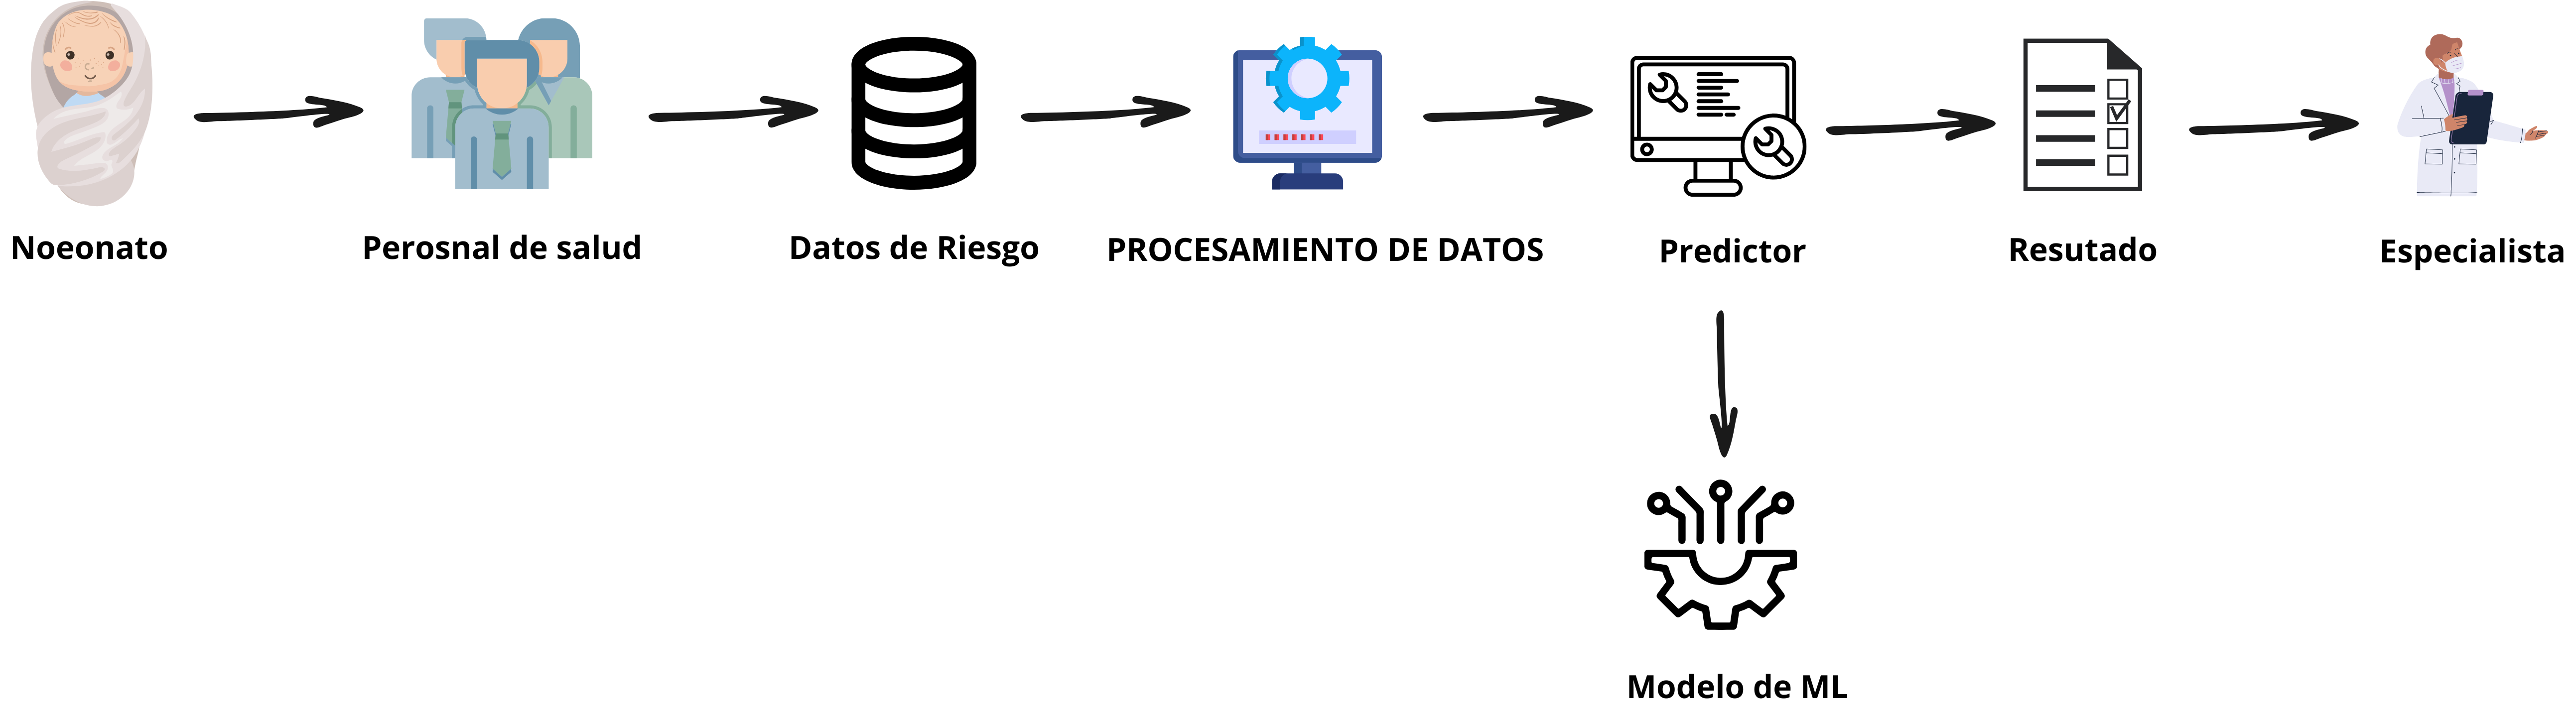 Noeonato
Perosnal de salud
Datos de Riesgo
PROCESAMIENTO DE DATOS
Predictor
Resutado
Especialista
Modelo de ML